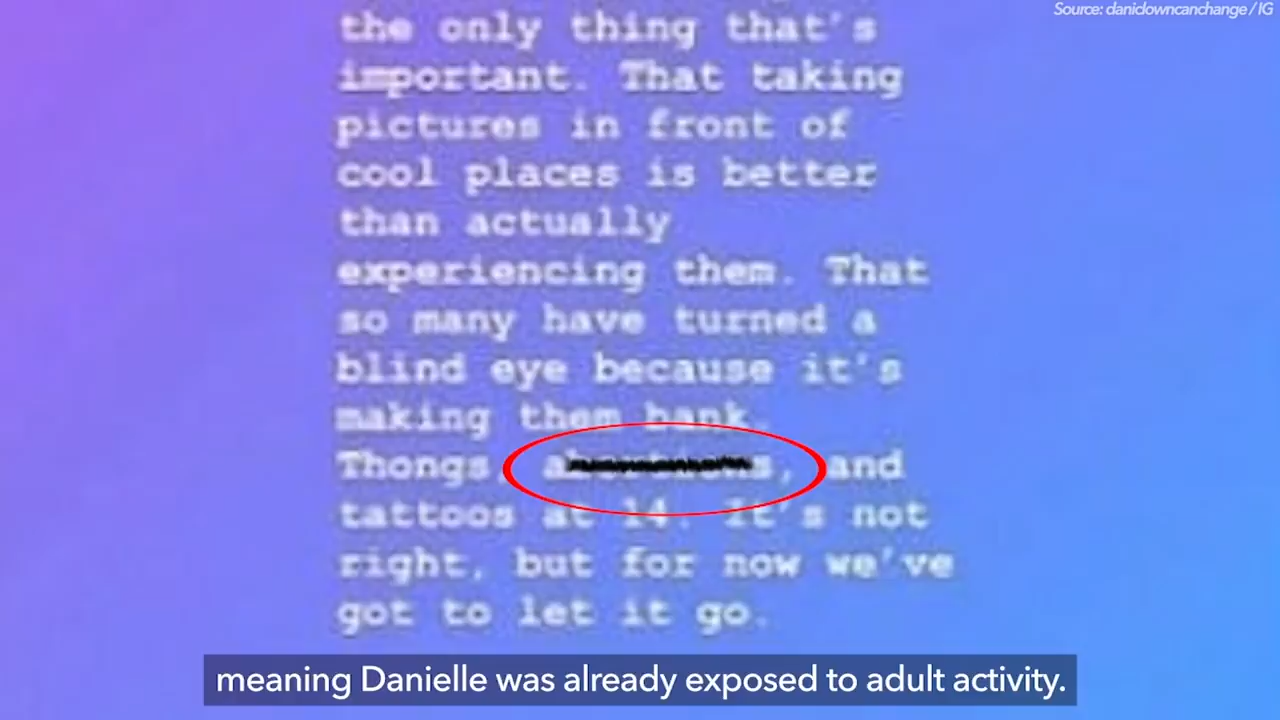 Source: danidowncanchange / IG
the only thing that's
important. That taking
pictures in front of
cool places is better
than actually
experiencing them. That
so many have turned a
blind eye because it's
making them bank.
Thongs, and
tattoos at 14. It's not
right, but for now we've
got to let it go.
meaning Danielle was already exposed to adult activity.